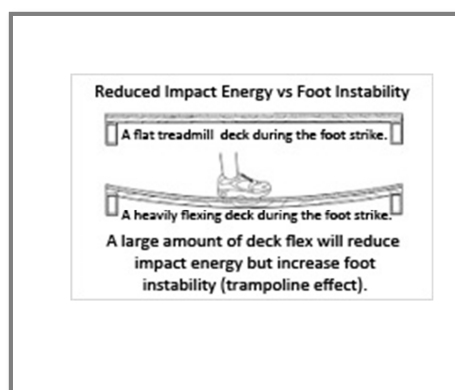 Reduced Impact Energy vs Foot Instability
A flat treadmill deck during the foot strike.
A heavily flexing deck during the foot strike.
A large amount of deck flex will reduce
impact energy but increase foot
instability (trampoline effect).